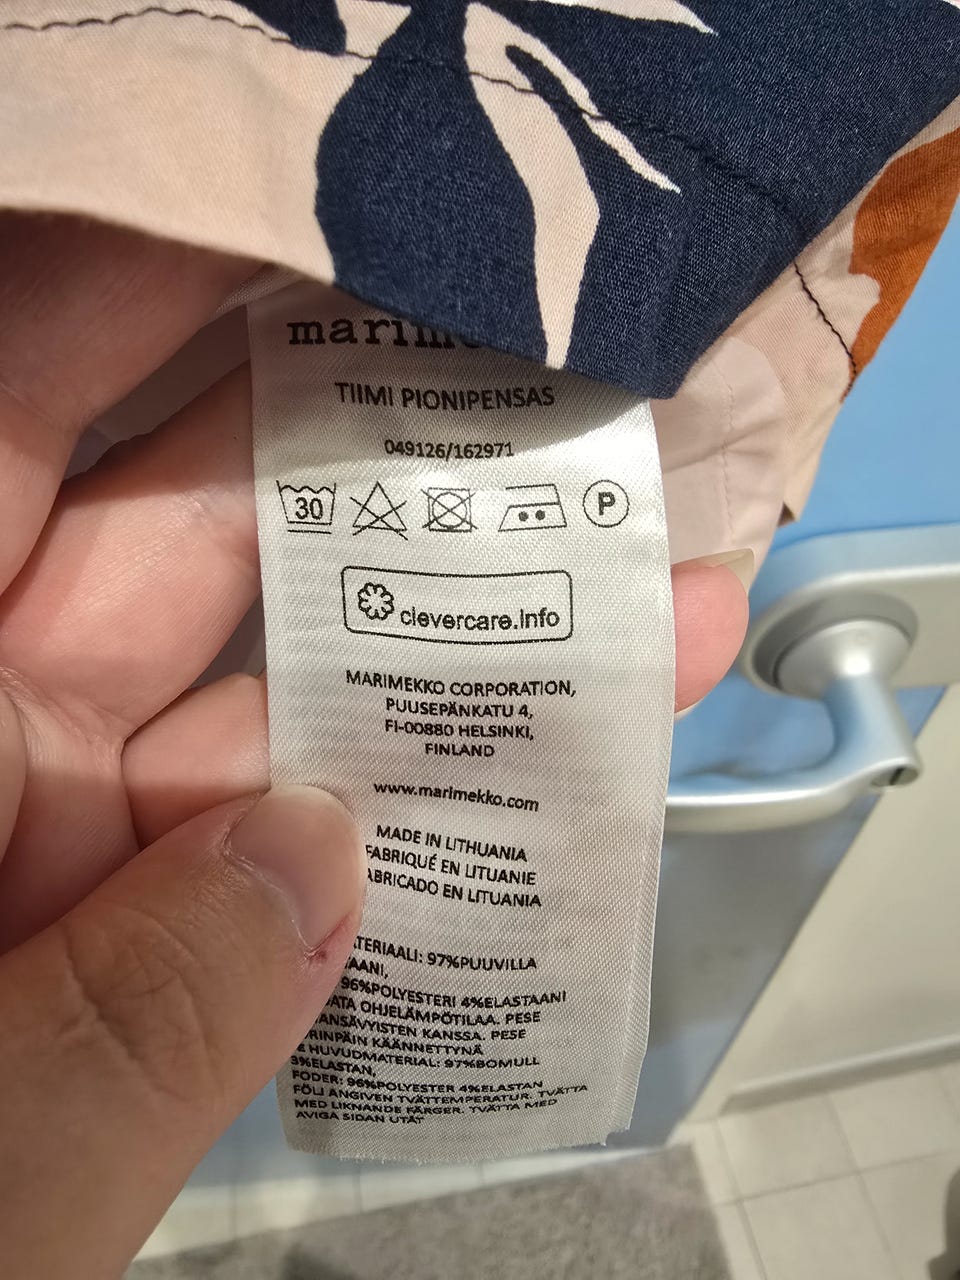 TIIMI PIONIPENSAS
049126/162971
30 P
clevercare.info
MARIMEKKO CORPORATION,
PUUSEPÄNKATU 4,
FI-00880 HELSINKI,
FINLAND
www.marimekko.com
MADE IN LITHUANIA
FABRIQUÉ EN LITUANIE
FABRICADO EN LITUANIA
97%PUUVILLA
96%POLYESTERI 4%ELASTAANI
OHJELÄMPÖTILAA. PESE
KANSSA. PESE
KÄÄNNETTYNÄ
HUVUDMATERIAL: 97%BOMULL
3%ELASTAN,
FODER: 96%POLYESTER 4%ELASTAN
FÖLJ ANGIVEN TVÄTTEMPERATUR. TVÄTTA
MED LIKNANDE FÄRGER. TVÄTTA MED
AVIGA SIDAN UTÅT